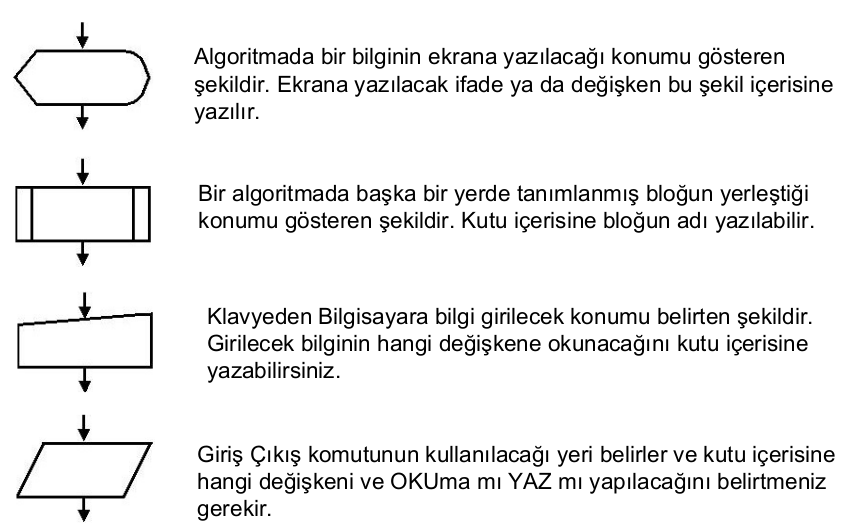 Algoritmada bir bilginin ekrana yazılacağı konumu gösteren
şekildir. Ekrana yazılacak ifade ya da değişken bu şekil içerisine
yazılır.
Bir algoritmada başka bir yerde tanımlanmış bloğun yerleştiği
konumu gösteren şekildir. Kutu içerisine bloğun adı yazılabilir.
Klavyeden Bilgisayara bilgi girilecek konumu belirten şekildir.
Girilecek bilginin hangi değişkene okunacağını kutu içerisine
yazabilirsiniz.
Giriş Çıkış komutunun kullanılacağı yeri belirler ve kutu içerisine
hangi değişkeni ve OKUma mı YAZ mı yapılacağını belirtmeniz
gerekir.